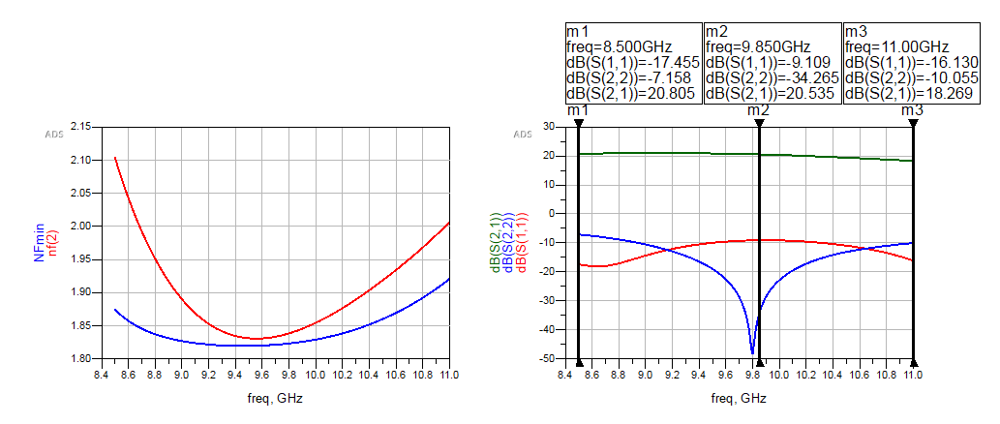 m1
freq=8.500GHz
dB(S(1,1))=-17.455
dB(S(2,2))=-7.158
dB(S(2,1))=20.805
m2
freq=9.850GHz
dB(S(1,1))=-9.109
dB(S(2,2))=-34.265
dB(S(2,1))=20.535
m3
freq=11.00GHz
dB(S(1,1))=-16.130
dB(S(2,2))=-10.055
dB(S(2,1))=18.269
ADS
NFmin
nf(2)
2.15
2.10
2.05
2.00
1.95
1.90
1.85
1.80
8.4 8.6 8.8 9.0 9.2 9.4 9.6 9.8 10.0 10.2 10.4 10.6 10.8 11.0
freq, GHz
m1 m2 m3
ADS
dB(S(2,1))
dB(S(2,2))
dB(S(1,1))
30
20
10
0
-10
-20
-30
-40
-50
8.4 8.6 8.8 9.0 9.2 9.4 9.6 9.8 10.0 10.2 10.4 10.6 10.8 11.0
freq, GHz